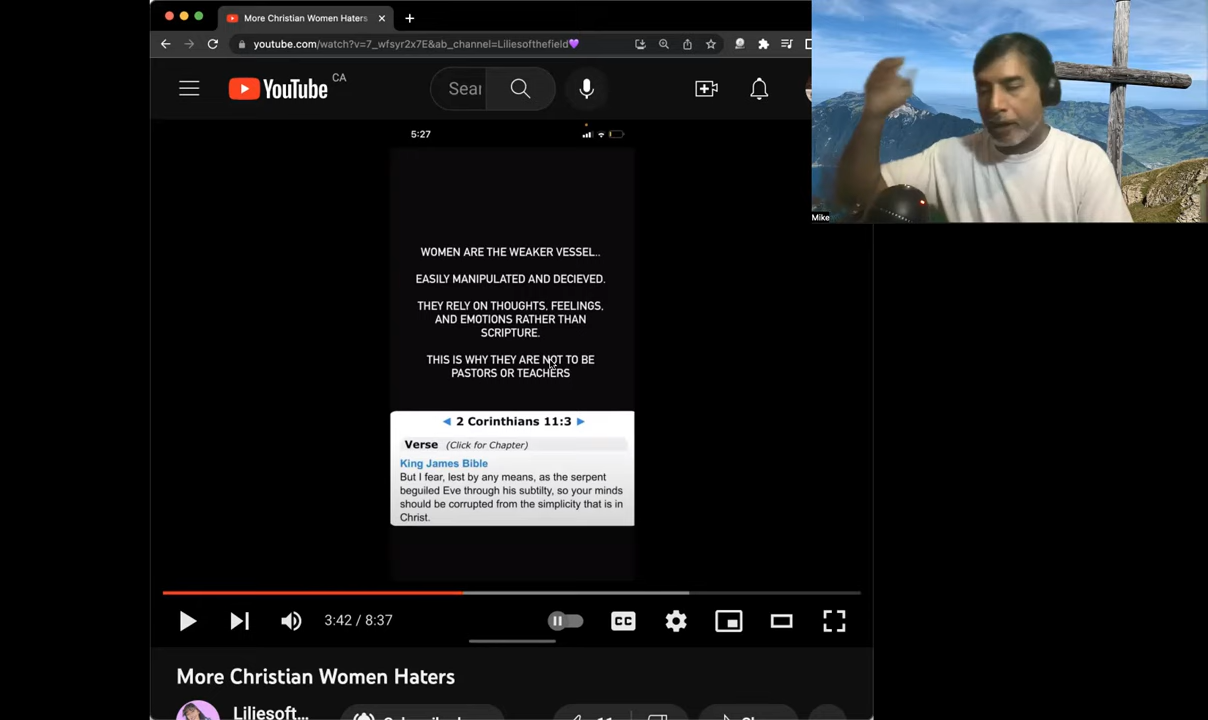 More Christian Women Haters
youtube.com/watch?v=7_wfsyr2x7E&ab_channel=Liliesofthefield💜
YouTube CA
Sear
5:27
WOMEN ARE THE WEAKER VESSEL..
EASILY MANIPULATED AND DECIEVED.
THEY RELY ON THOUGHTS, FEELINGS,
AND EMOTIONS RATHER THAN
SCRIPTURE.
THIS IS WHY THEY ARE NOT TO BE
PASTORS OR TEACHERS
2 Corinthians 11:3
Verse (Click for Chapter)
King James Bible
But I fear, lest by any means, as the serpent
beguiled Eve through his subtilty, so your minds
should be corrupted from the simplicity that is in
Christ.
Mike
3:42 / 8:37
CC
More Christian Women Haters
Liliesoft...